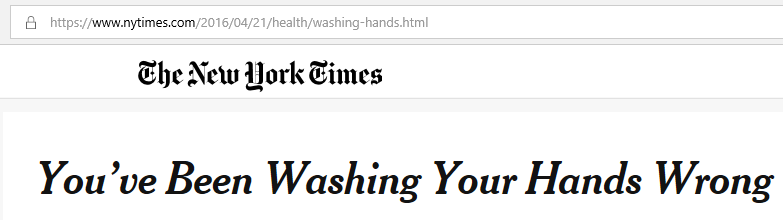 https://www.nytimes.com/2016/04/21/health/washing-hands.html
The New York Times
You've Been Washing Your Hands Wrong